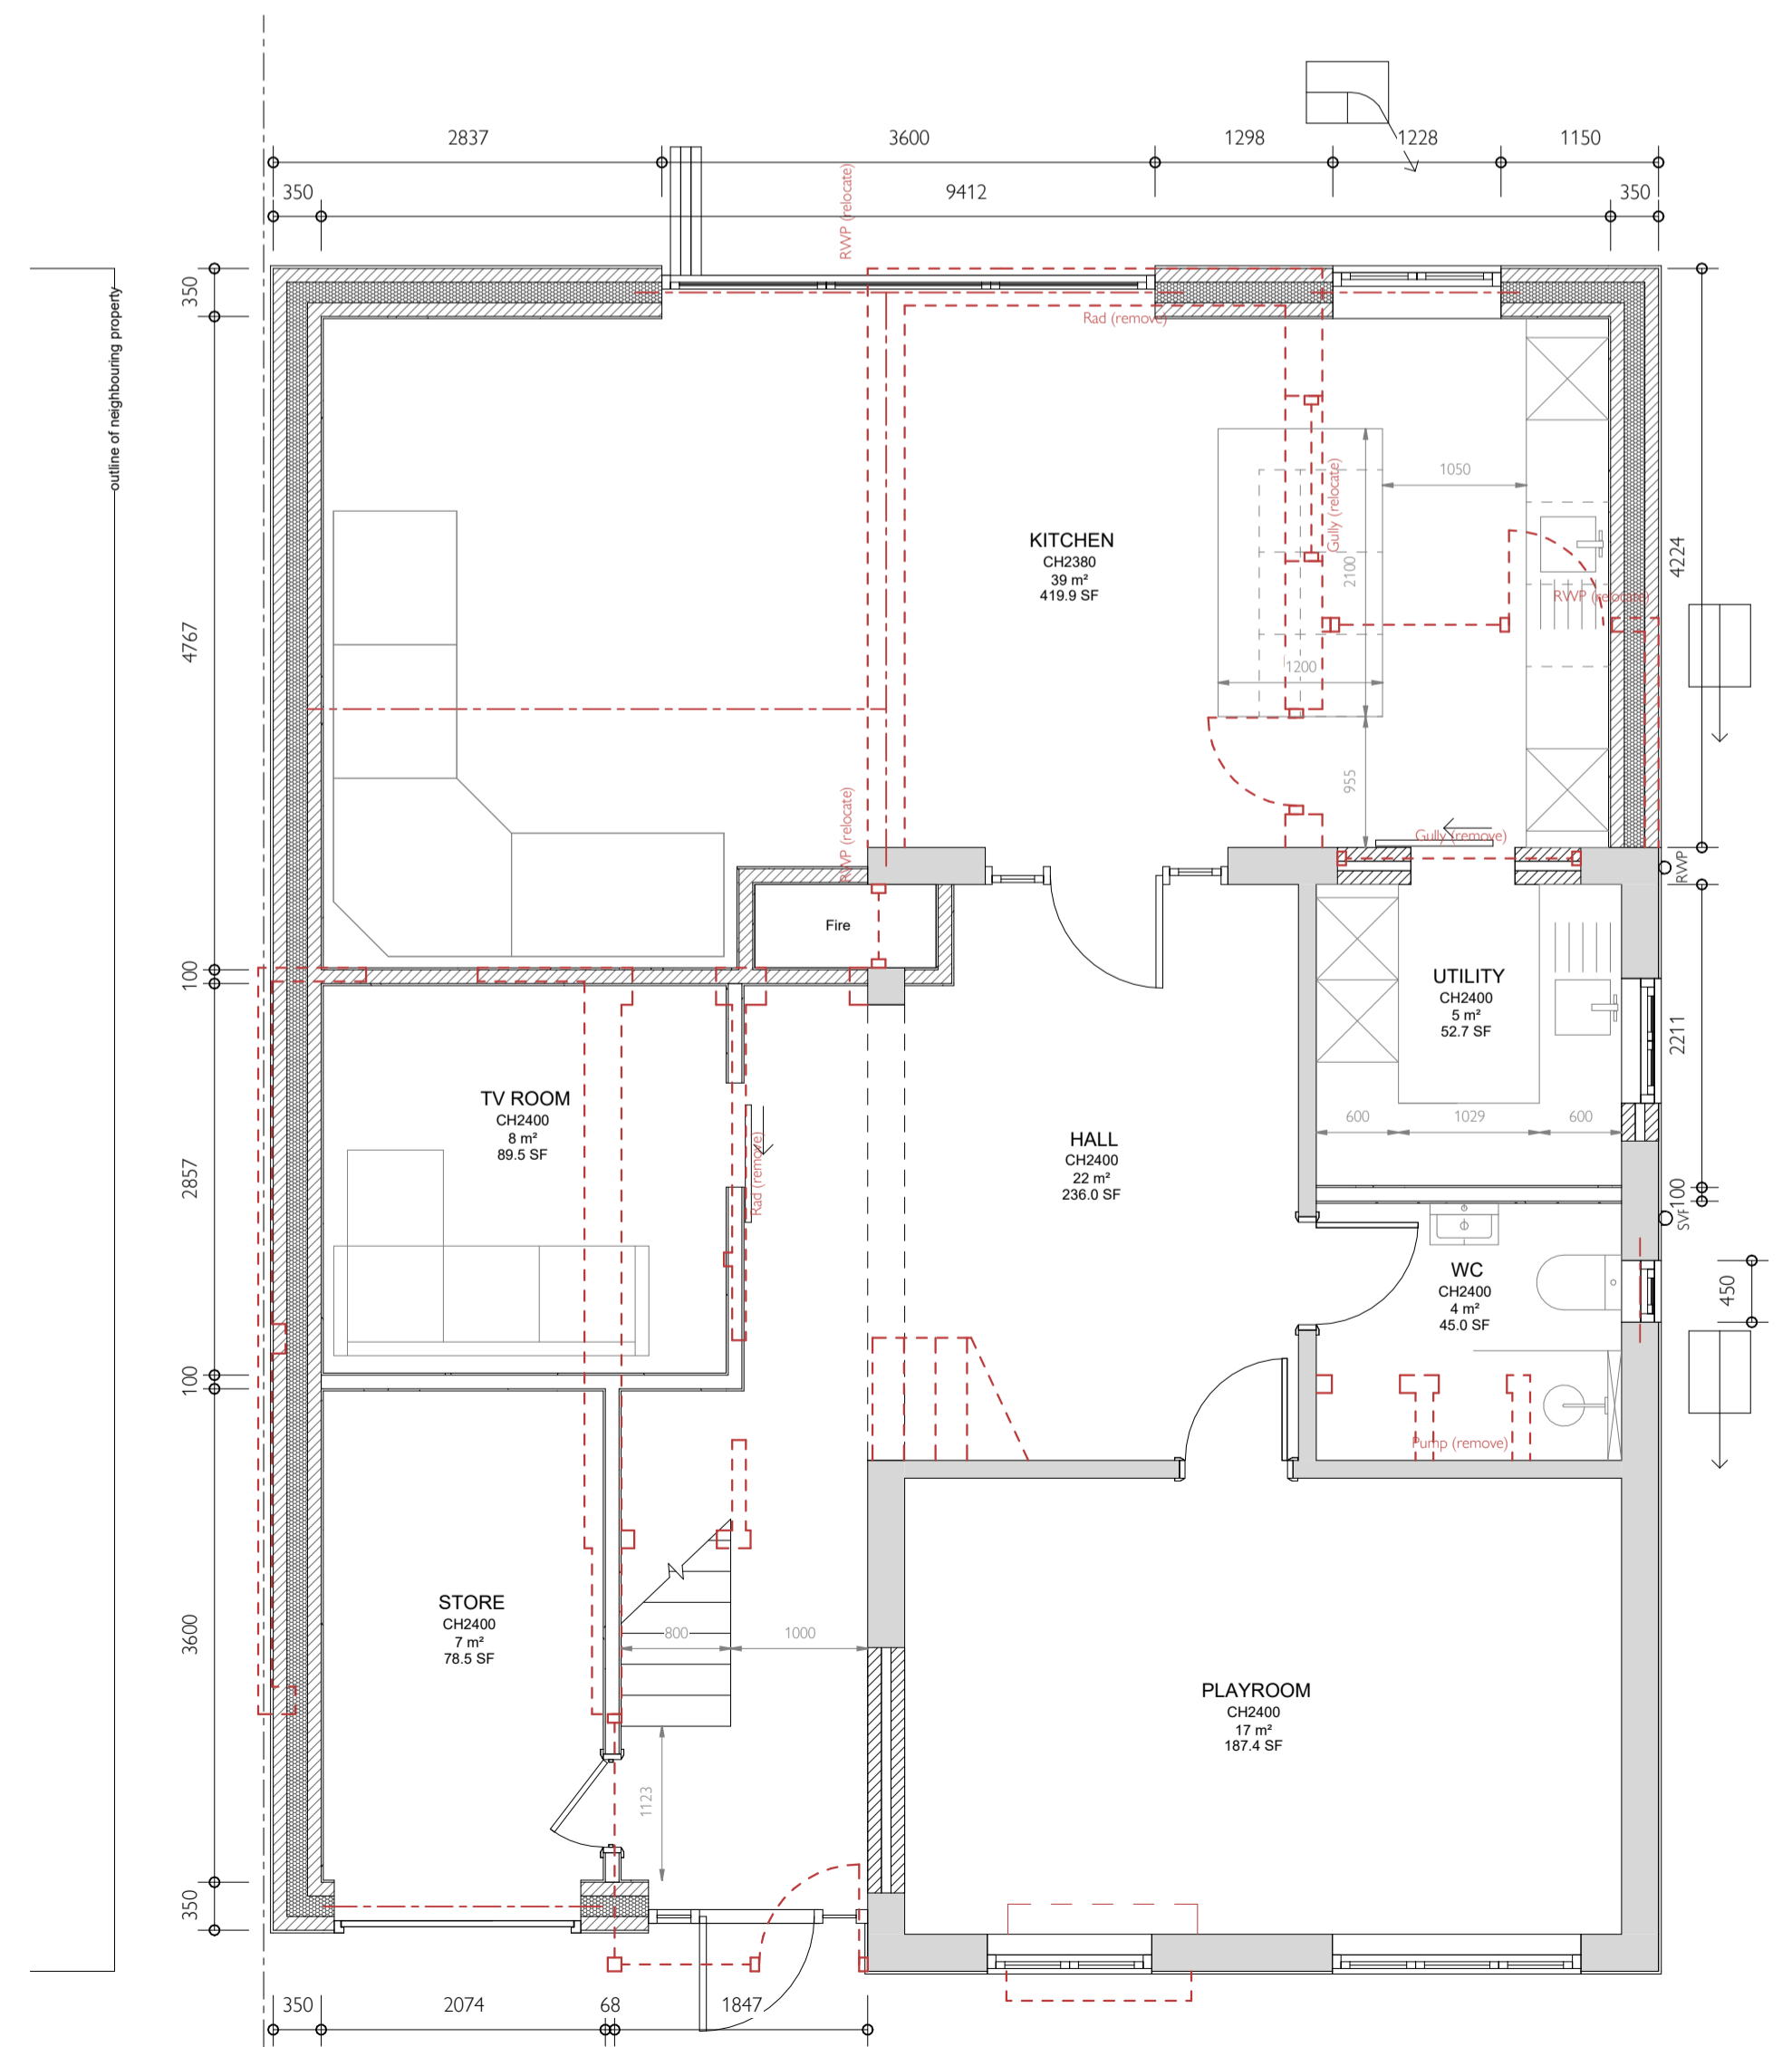 2837
3600
1298
1228
1150
350
9412
350
RWP (relocate)
350
outline of neighbouring property
Rad (remove)
1050
KITCHEN
CH2380
39 m²
419.9 SF
Gully (relocate)
2100
4224
RWP (relocate)
4767
1200
955
RWP (relocate)
Gully (remove)
RWP
Fire
100
UTILITY
CH2400
5 m²
52.7 SF
2211
TV ROOM
CH2400
8 m²
89.5 SF
600
1029
600
HALL
CH2400
22 m²
236.0 SF
Rad (remove)
2857
100
SVP
WC
CH2400
4 m²
45.0 SF
450
100
Pump (remove)
STORE
CH2400
7 m²
78.5 SF
3600
800
1000
PLAYROOM
CH2400
17 m²
187.4 SF
1123
350
350
2074
68
1847